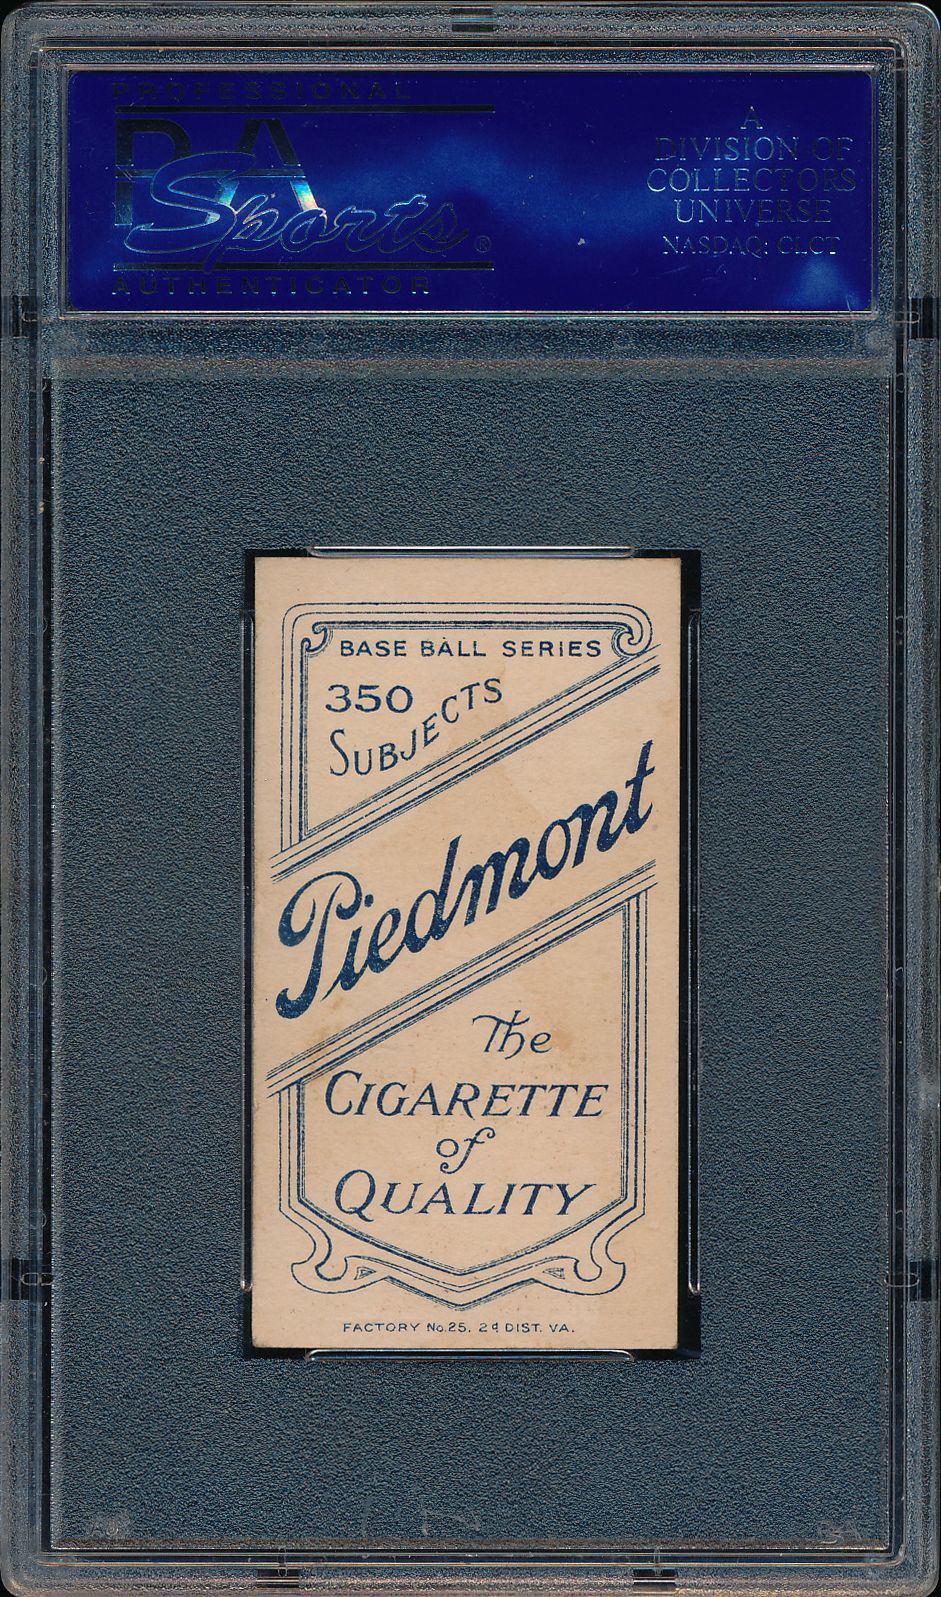 PROFESSIONAL
PSA
Sports®
AUTHENTICATOR
A
DIVISION OF
COLLECTORS
UNIVERSE
NASDAQ: CLCT
BASE BALL SERIES
350
SUBJECTS
Piedmont
The
CIGARETTE
of
QUALITY
FACTORY No. 25. 2d DIST. VA.